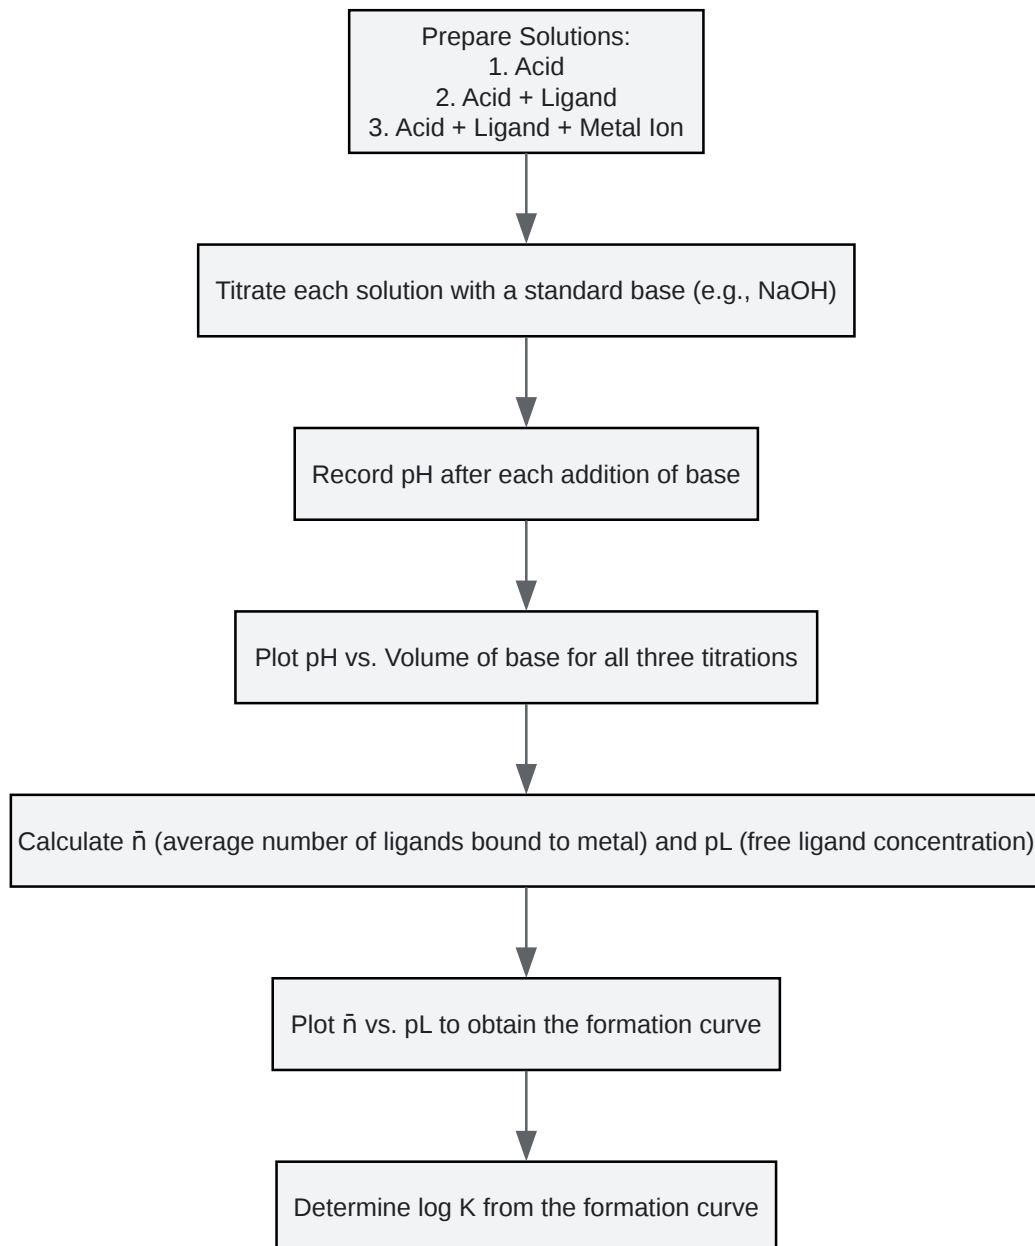 Prepare Solutions:
1. Acid
2. Acid + Ligand
3. Acid + Ligand + Metal Ion
Titrate each solution with a standard base (e.g., NaOH)
Record pH after each addition of base
Plot pH vs. Volume of base for all three titrations
Calculate n̄ (average number of ligands bound to metal) and pL (free ligand concentration)
Plot n̄ vs. pL to obtain the formation curve
Determine log K from the formation curve